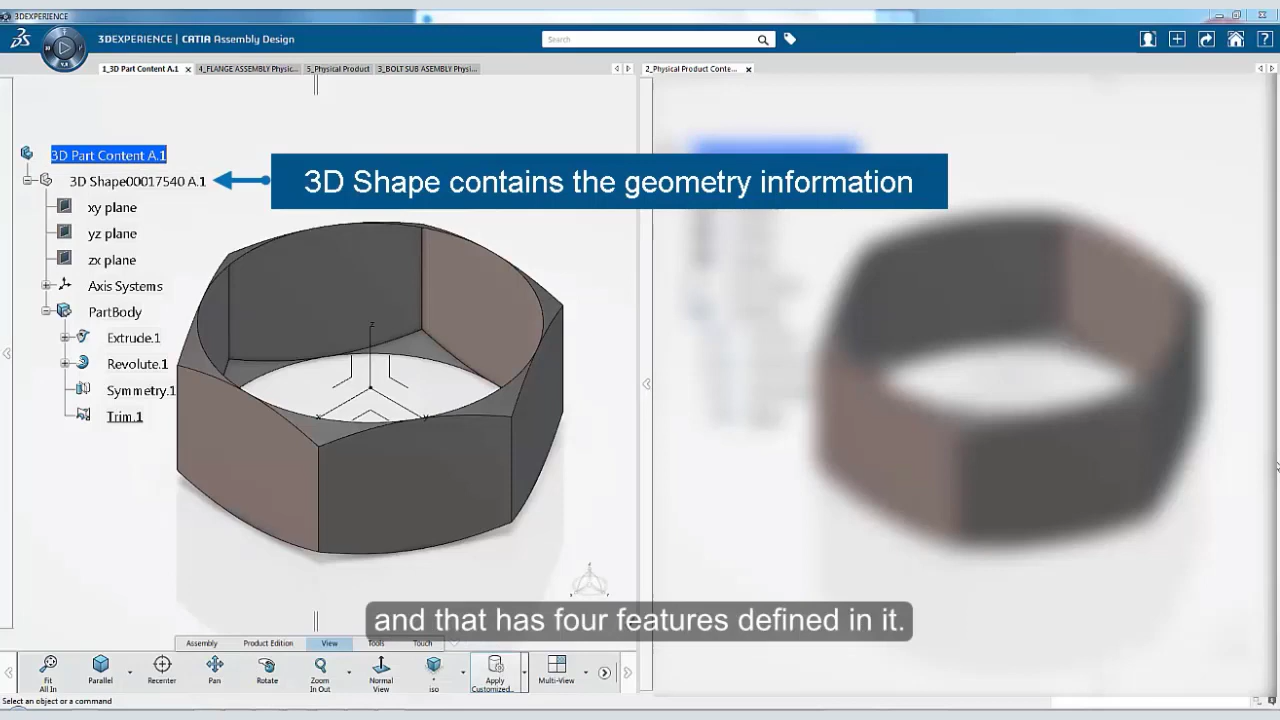 3DEXPERIENCE
3DEXPERIENCE | CATIA Assembly Design
Search
1_3D Part Content A.1
4_FLANGE ASSEMBLY Physic...
5_Physical Product
3_BOLT SUB ASEMBLY Physi...
2_Physical Product Conte...
3D Part Content A.1
3D Shape00017540 A.1
3D Shape contains the geometry information
xy plane
yz plane
zx plane
Axis Systems
PartBody
Extrude.1
Revolute.1
Symmetry.1
Trim.1
z
x
y
and that has four features defined in it.
Assembly
Product Edition
View
Tools
Touch
Fit All In
Parallel
Recenter
Pan
Rotate
Zoom In Out
Normal View
iso
Apply Customized...
Multi-View
Select an object or a command